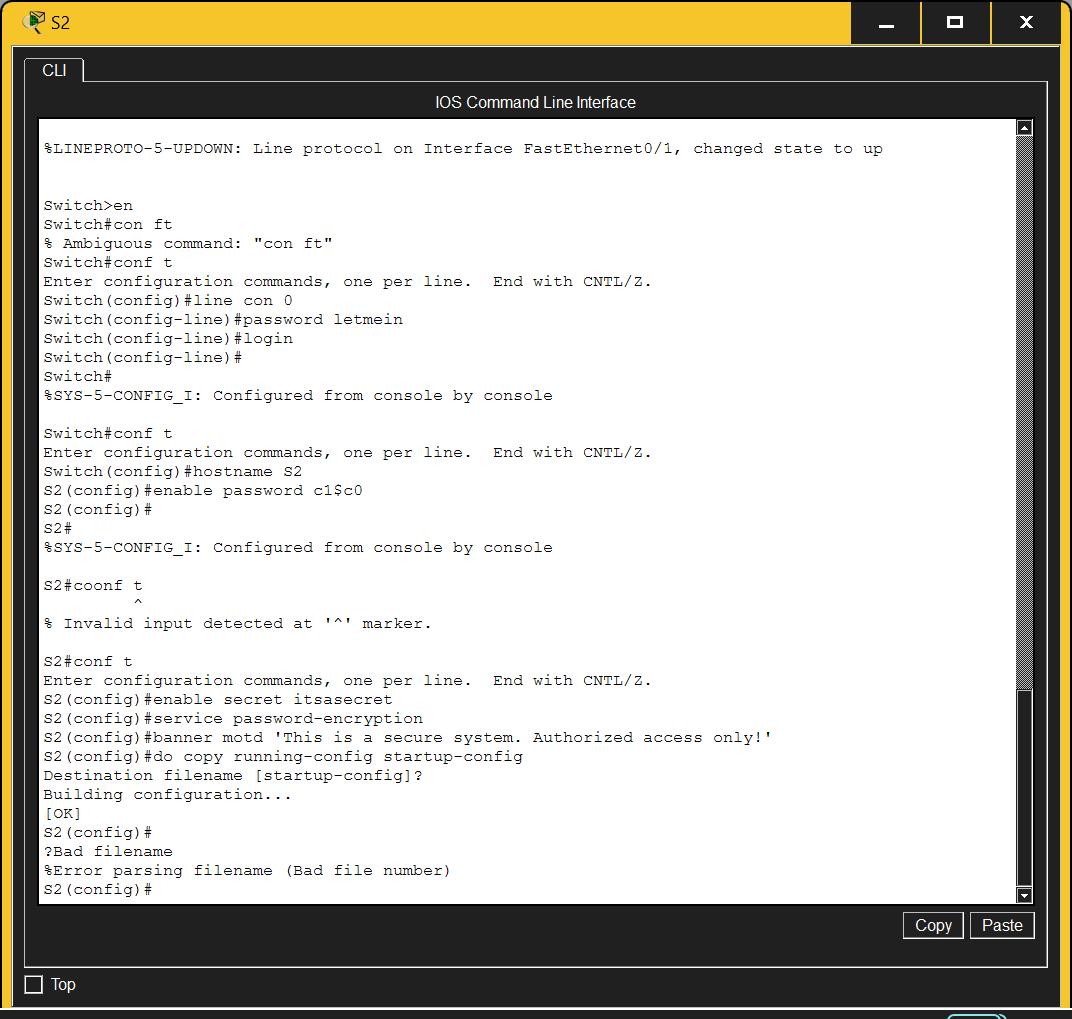 S2
CLI
IOS Command Line Interface
%LINEPROTO-5-UPDOWN: Line protocol on Interface FastEthernet0/1, changed state to up
Switch>en
Switch#con ft
% Ambiguous command: "con ft"
Switch#conf t
Enter configuration commands, one per line.  End with CNTL/Z.
Switch(config)#line con 0
Switch(config-line)#password letmein
Switch(config-line)#login
Switch(config-line)#
Switch#
%SYS-5-CONFIG_I: Configured from console by console
Switch#conf t
Enter configuration commands, one per line.  End with CNTL/Z.
Switch(config)#hostname S2
S2(config)#enable password c1$c0
S2(config)#
S2#
%SYS-5-CONFIG_I: Configured from console by console
S2#coonf t
^
% Invalid input detected at '^' marker.
S2#conf t
Enter configuration commands, one per line.  End with CNTL/Z.
S2(config)#enable secret itsasecret
S2(config)#service password-encryption
S2(config)#banner motd 'This is a secure system. Authorized access only!'
S2(config)#do copy running-config startup-config
Destination filename [startup-config]?
Building configuration...
[OK]
S2(config)#
?Bad filename
%Error parsing filename (Bad file number)
S2(config)#
Copy Paste
Top